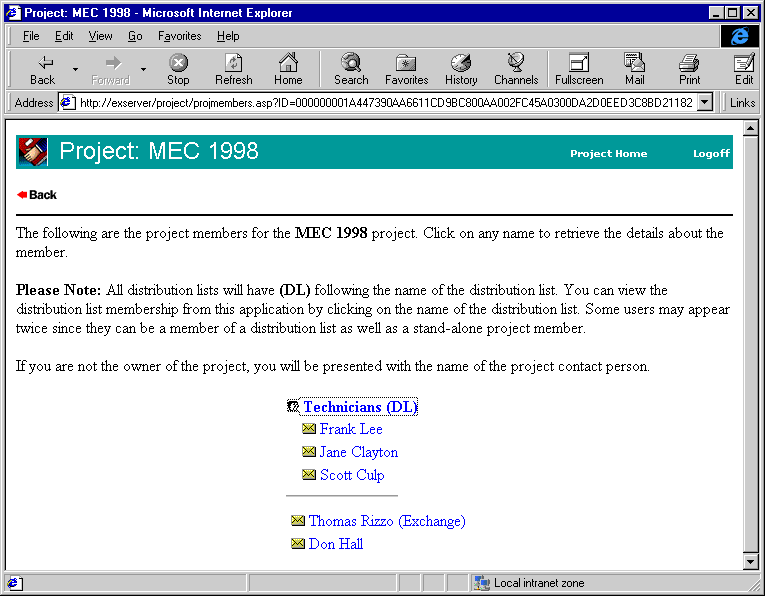 Project: MEC 1998 - Microsoft Internet Explorer
File Edit View Go Favorites Help
Back Forward Stop Refresh Home Search Favorites History Channels Fullscreen Mail Print Edit
Address http://exserver/project/projmembers.asp?ID=000000001A447390AA6611CD9BC800AA002FC45A0300DA2D0EED3C8BD21182 Links
Project: MEC 1998 Project Home Logoff
Back
The following are the project members for the MEC 1998 project. Click on any name to retrieve the details about the
member.
Please Note: All distribution lists will have (DL) following the name of the distribution list. You can view the
distribution list membership from this application by clicking on the name of the distribution list. Some users may appear
twice since they can be a member of a distribution list as well as a stand-alone project member.
If you are not the owner of the project, you will be presented with the name of the project contact person.
Technicians (DL)
Frank Lee
Jane Clayton
Scott Culp
Thomas Rizzo (Exchange)
Don Hall
Local intranet zone